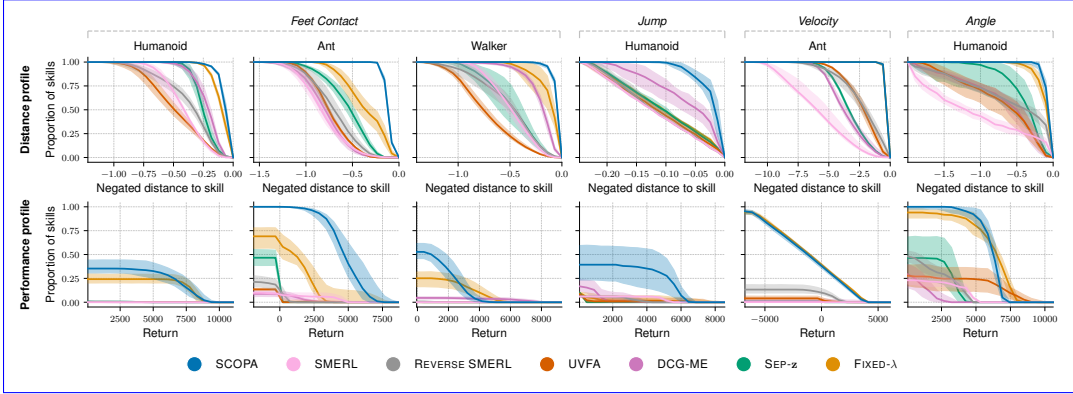 Feet Contact Jump Velocity Angle
Humanoid Ant Walker Humanoid Ant Humanoid
Distance profile
Proportion of skills
1.00
0.75
0.50
0.25
0.00
−1.00 −0.75 −0.50 −0.25 0.00
−1.5 −1.0 −0.5 0.0
−1.0 −0.5 0.0
−0.20 −0.15 −0.10 −0.05 0.00
−10.0 −7.5 −5.0 −2.5 0.0
−1.5 −1.0 −0.5 0.0
Negated distance to skill Negated distance to skill Negated distance to skill Negated distance to skill Negated distance to skill Negated distance to skill
Performance profile
Proportion of skills
1.00
0.75
0.50
0.25
0.00
2500 5000 7500 10000
0 2500 5000 7500
0 2000 4000 6000 8000
2500 5000 7500 10000
−5000 0 5000
2500 5000 7500 10000
Return Return Return Return Return Return
SCOPA SMERL REVERSE SMERL UVFA DCG-ME SEP-z FIXED-λ